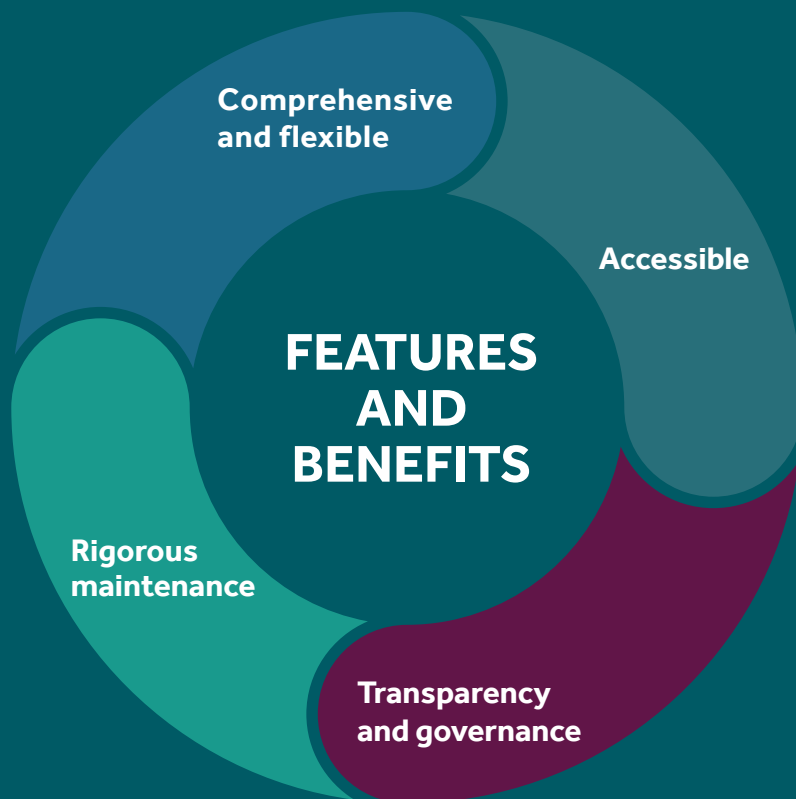 Comprehensive
and flexible
Accessible
FEATURES
AND
BENEFITS
Rigorous
maintenance
Transparency
and governance